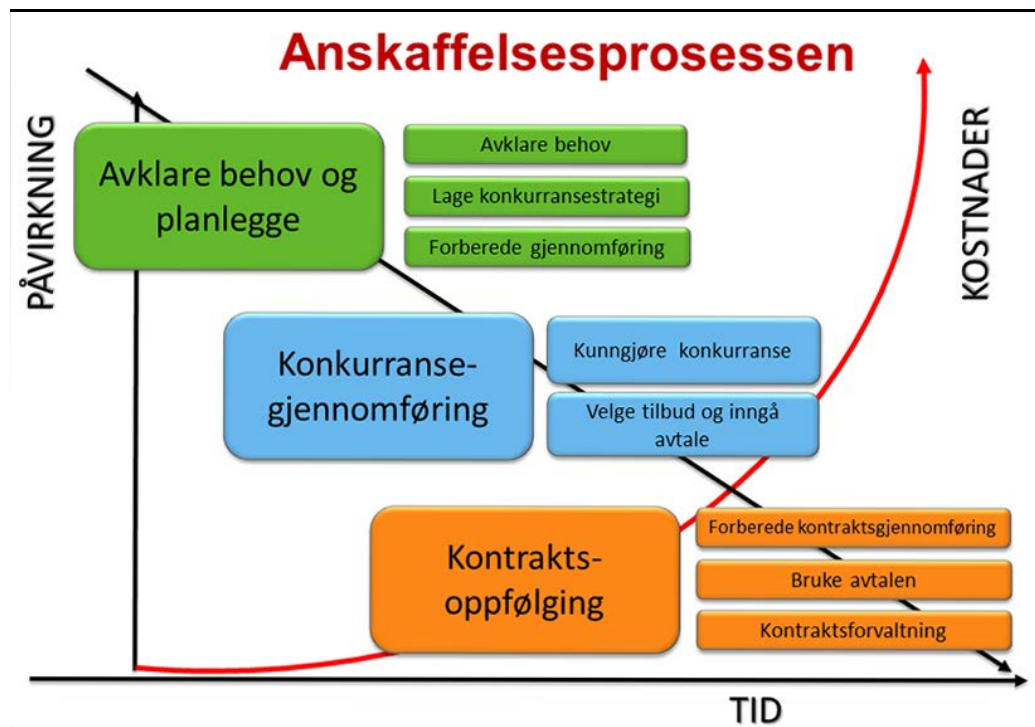 Anskaffelsesprosessen
PÅVIRKNING
KOSTNADER
Avklare behov og
planlegge
Avklare behov
Lage konkurransestrategi
Forberede gjennomføring
Konkurranse-
gjennomføring
Kunngjøre konkurranse
Velge tilbud og inngå
avtale
Kontrakts-
oppfølging
Forberede kontraktsgjennomføring
Bruke avtalen
Kontraktsforvaltning
TID